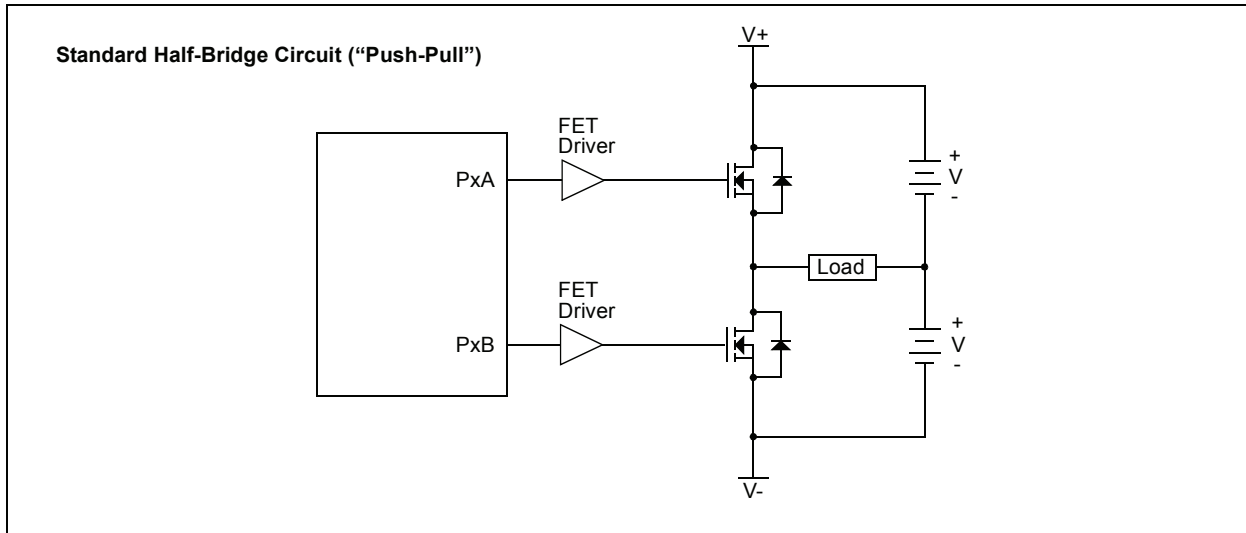 Standard Half-Bridge Circuit (“Push-Pull”)
V+
FET
Driver
PxA
+
V
-
Load
FET
Driver
PxB
+
V
-
V-